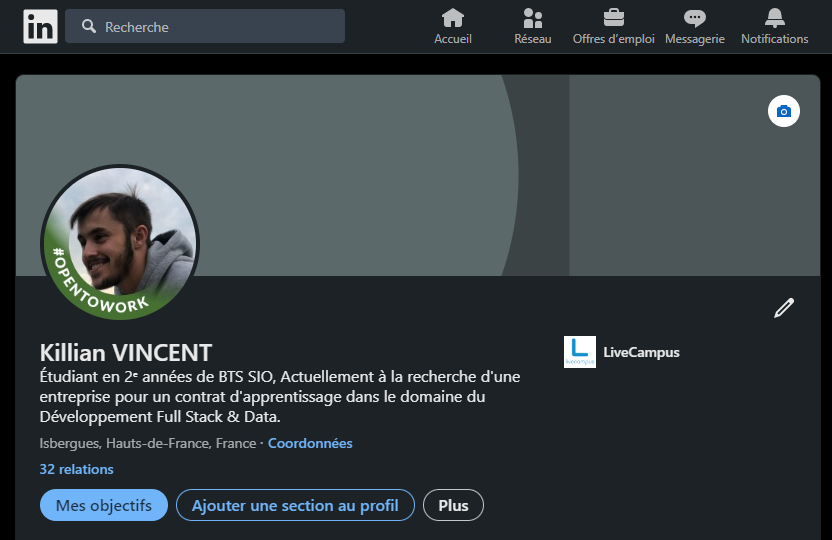 in
Recherche
Accueil
Réseau
Offres d'emploi
Messagerie
Notifications
#OPENTOWORK
Killian VINCENT
L
livecampus
LiveCampus
Étudiant en 2ᵉ années de BTS SIO, Actuellement à la recherche d'une
entreprise pour un contrat d'apprentissage dans le domaine du
Développement Full Stack & Data.
Isbergues, Hauts-de-France, France · Coordonnées
32 relations
Mes objectifs
Ajouter une section au profil
Plus